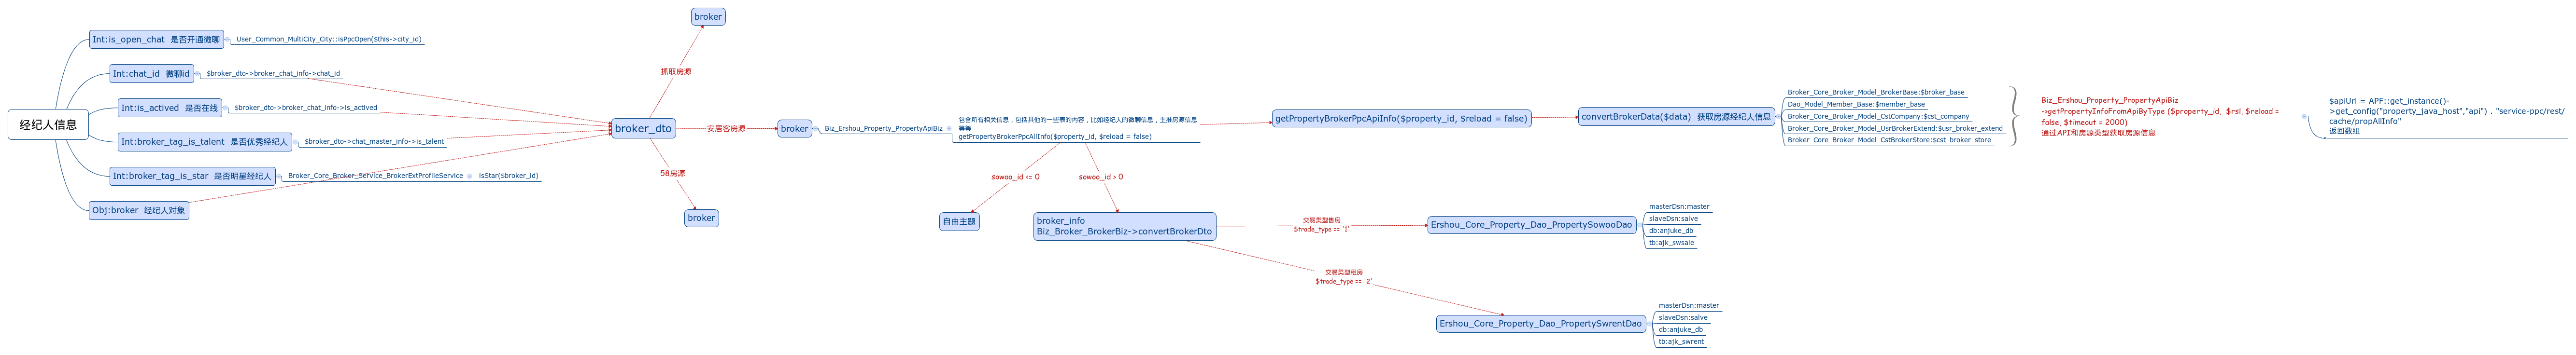 经纪人信息
Int:is_open_chat 是否开通微聊
User_Common_MultiCity_City::isPpcOpen($this->city_id)
Int:chat_id 微聊id
$broker_dto->broker_chat_info->chat_id
Int:is_actived 是否在线
$broker_dto->broker_chat_info->is_actived
Int:broker_tag_is_talent 是否优秀经纪人
$broker_dto->chat_master_info->is_talent
Int:broker_tag_is_star 是否明星经纪人
Broker_Core_Broker_Service_BrokerExtProfileService
isStar($broker_id)
Obj:broker 经纪人对象
broker_dto
抓取房源
broker
安居客房源
broker
58房源
broker
Biz_Ershou_Property_PropertyApiBiz
包含所有相关信息，包括其他的一些表的内容，比如经纪人的微聊信息，主推房源信息
等等
getPropertyBrokerPpcAllInfo($property_id, $reload = false)
sowoo_id <= 0
自由主题
sowoo_id > 0
broker_info
Biz_Broker_BrokerBiz->convertBrokerDto
交易类型售房
$trade_type == '1'
Ershou_Core_Property_Dao_PropertySowooDao
masterDsn:master
slaveDsn:salve
db:anjuke_db
tb:ajk_swsale
交易类型租房
$trade_type == '2'
Ershou_Core_Property_Dao_PropertySwrentDao
masterDsn:master
slaveDsn:salve
db:anjuke_db
tb:ajk_swrent
getPropertyBrokerPpcApiInfo($property_id, $reload = false)
convertBrokerData($data) 获取房源经纪人信息
Broker_Core_Broker_Model_BrokerBase:$broker_base
Dao_Model_Member_Base:$member_base
Broker_Core_Broker_Model_CstCompany:$cst_company
Broker_Core_Broker_Model_UsrBrokerExtend:$usr_broker_extend
Broker_Core_Broker_Model_CstBrokerStore:$cst_broker_store
Biz_Ershou_Property_PropertyApiBiz
->getPropertyInfoFromApiByType ($property_id, $rsl, $reload =
false, $timeout = 2000)
通过API和房源类型获取房源信息
$apiUrl = APF::get_instance()-
>get_config("property_java_host","api") . "service-ppc/rest/
cache/propAllInfo"
返回数组